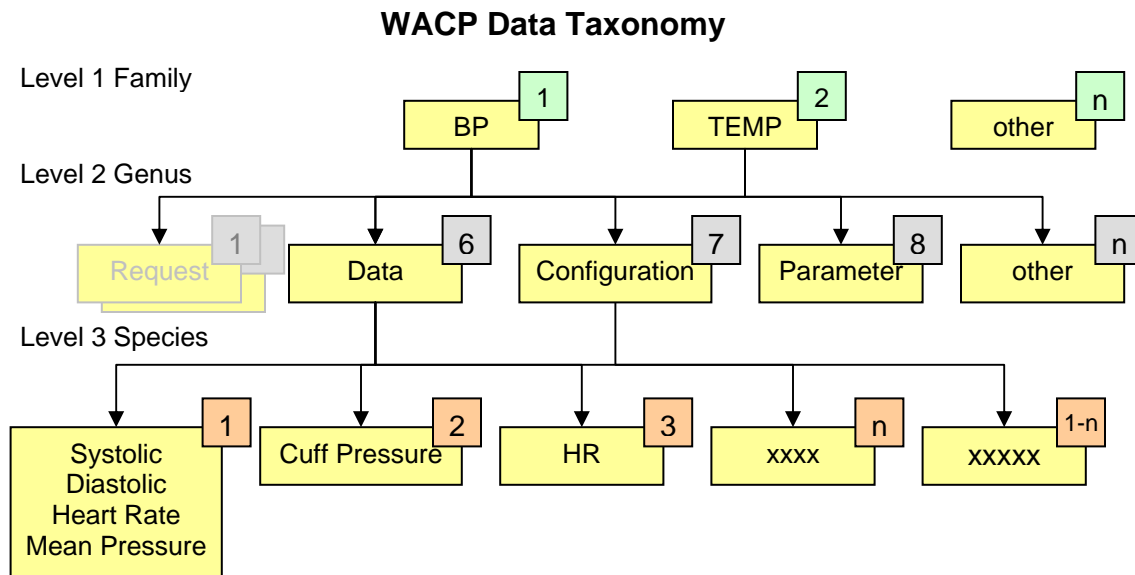 WACP Data Taxonomy
Level 1 Family
1
2
n
BP
TEMP
other
Level 2 Genus
1
6
7
8
n
Request
Data
Configuration
Parameter
other
Level 3 Species
1
2
3
n
1-n
Systolic
Diastolic
Heart Rate
Mean Pressure
Cuff Pressure
HR
xxxx
xxxxx